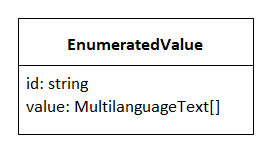 EnumeratedValue
id: string
value: MultilanguageText[]